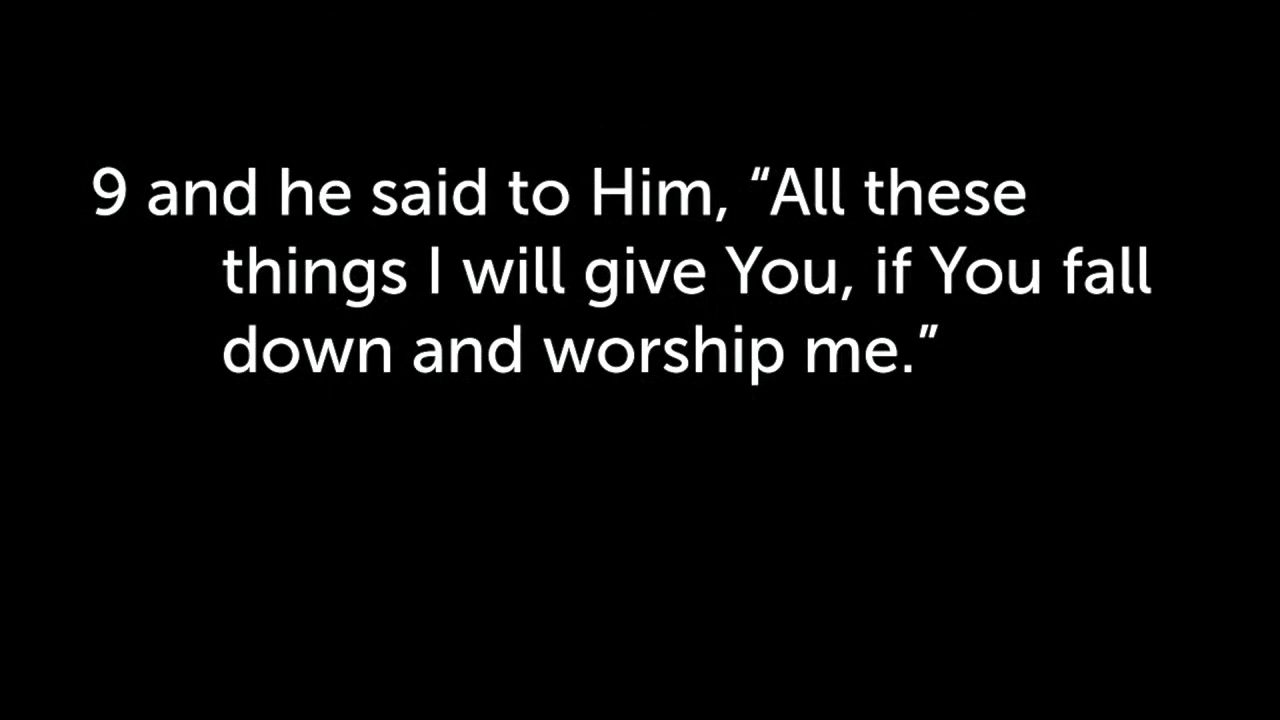 9 and he said to Him, “All these
things I will give You, if You fall
down and worship me.”